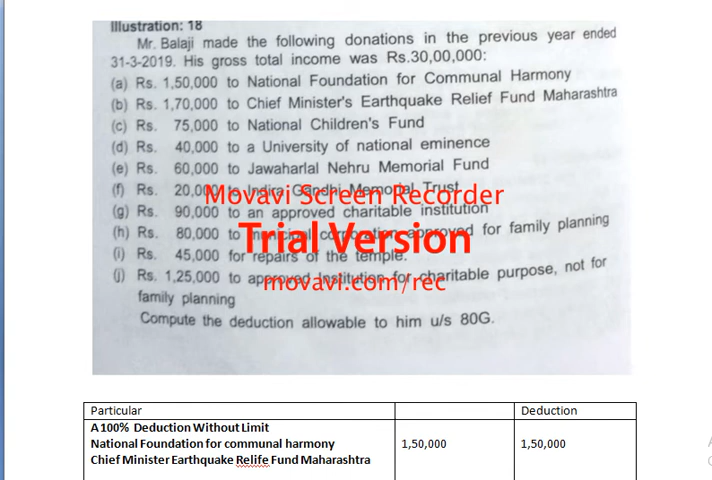 Illustration: 18
Mr. Balaji made the following donations in the previous year ended
31-3-2019. His gross total income was Rs.30,00,000:
(a) Rs. 1,50,000 to National Foundation for Communal Harmony
(b) Rs. 1,70,000 to Chief Minister's Earthquake Relief Fund Maharashtra
(c) Rs. 75,000 to National Children's Fund
(d) Rs. 40,000 to a University of national eminence
(e) Rs. 60,000 to Jawaharlal Nehru Memorial Fund
(f) Rs. 20,000 to Indira Gandhi Memorial Trust
Movavi Screen Recorder
(g) Rs. 90,000 to an approved charitable institution
(h) Rs. 80,000 to municipal corporation approved for family planning
Trial Version
(i) Rs. 45,000 for repairs of the temple.
(j) Rs. 1,25,000 to approved Institution for charitable purpose, not for
movavi.com/rec
family planning
Compute the deduction allowable to him u/s 80G.
Particular Deduction
A 100% Deduction Without Limit
National Foundation for communal harmony 1,50,000 1,50,000
Chief Minister Earthquake Relife Fund Maharashtra